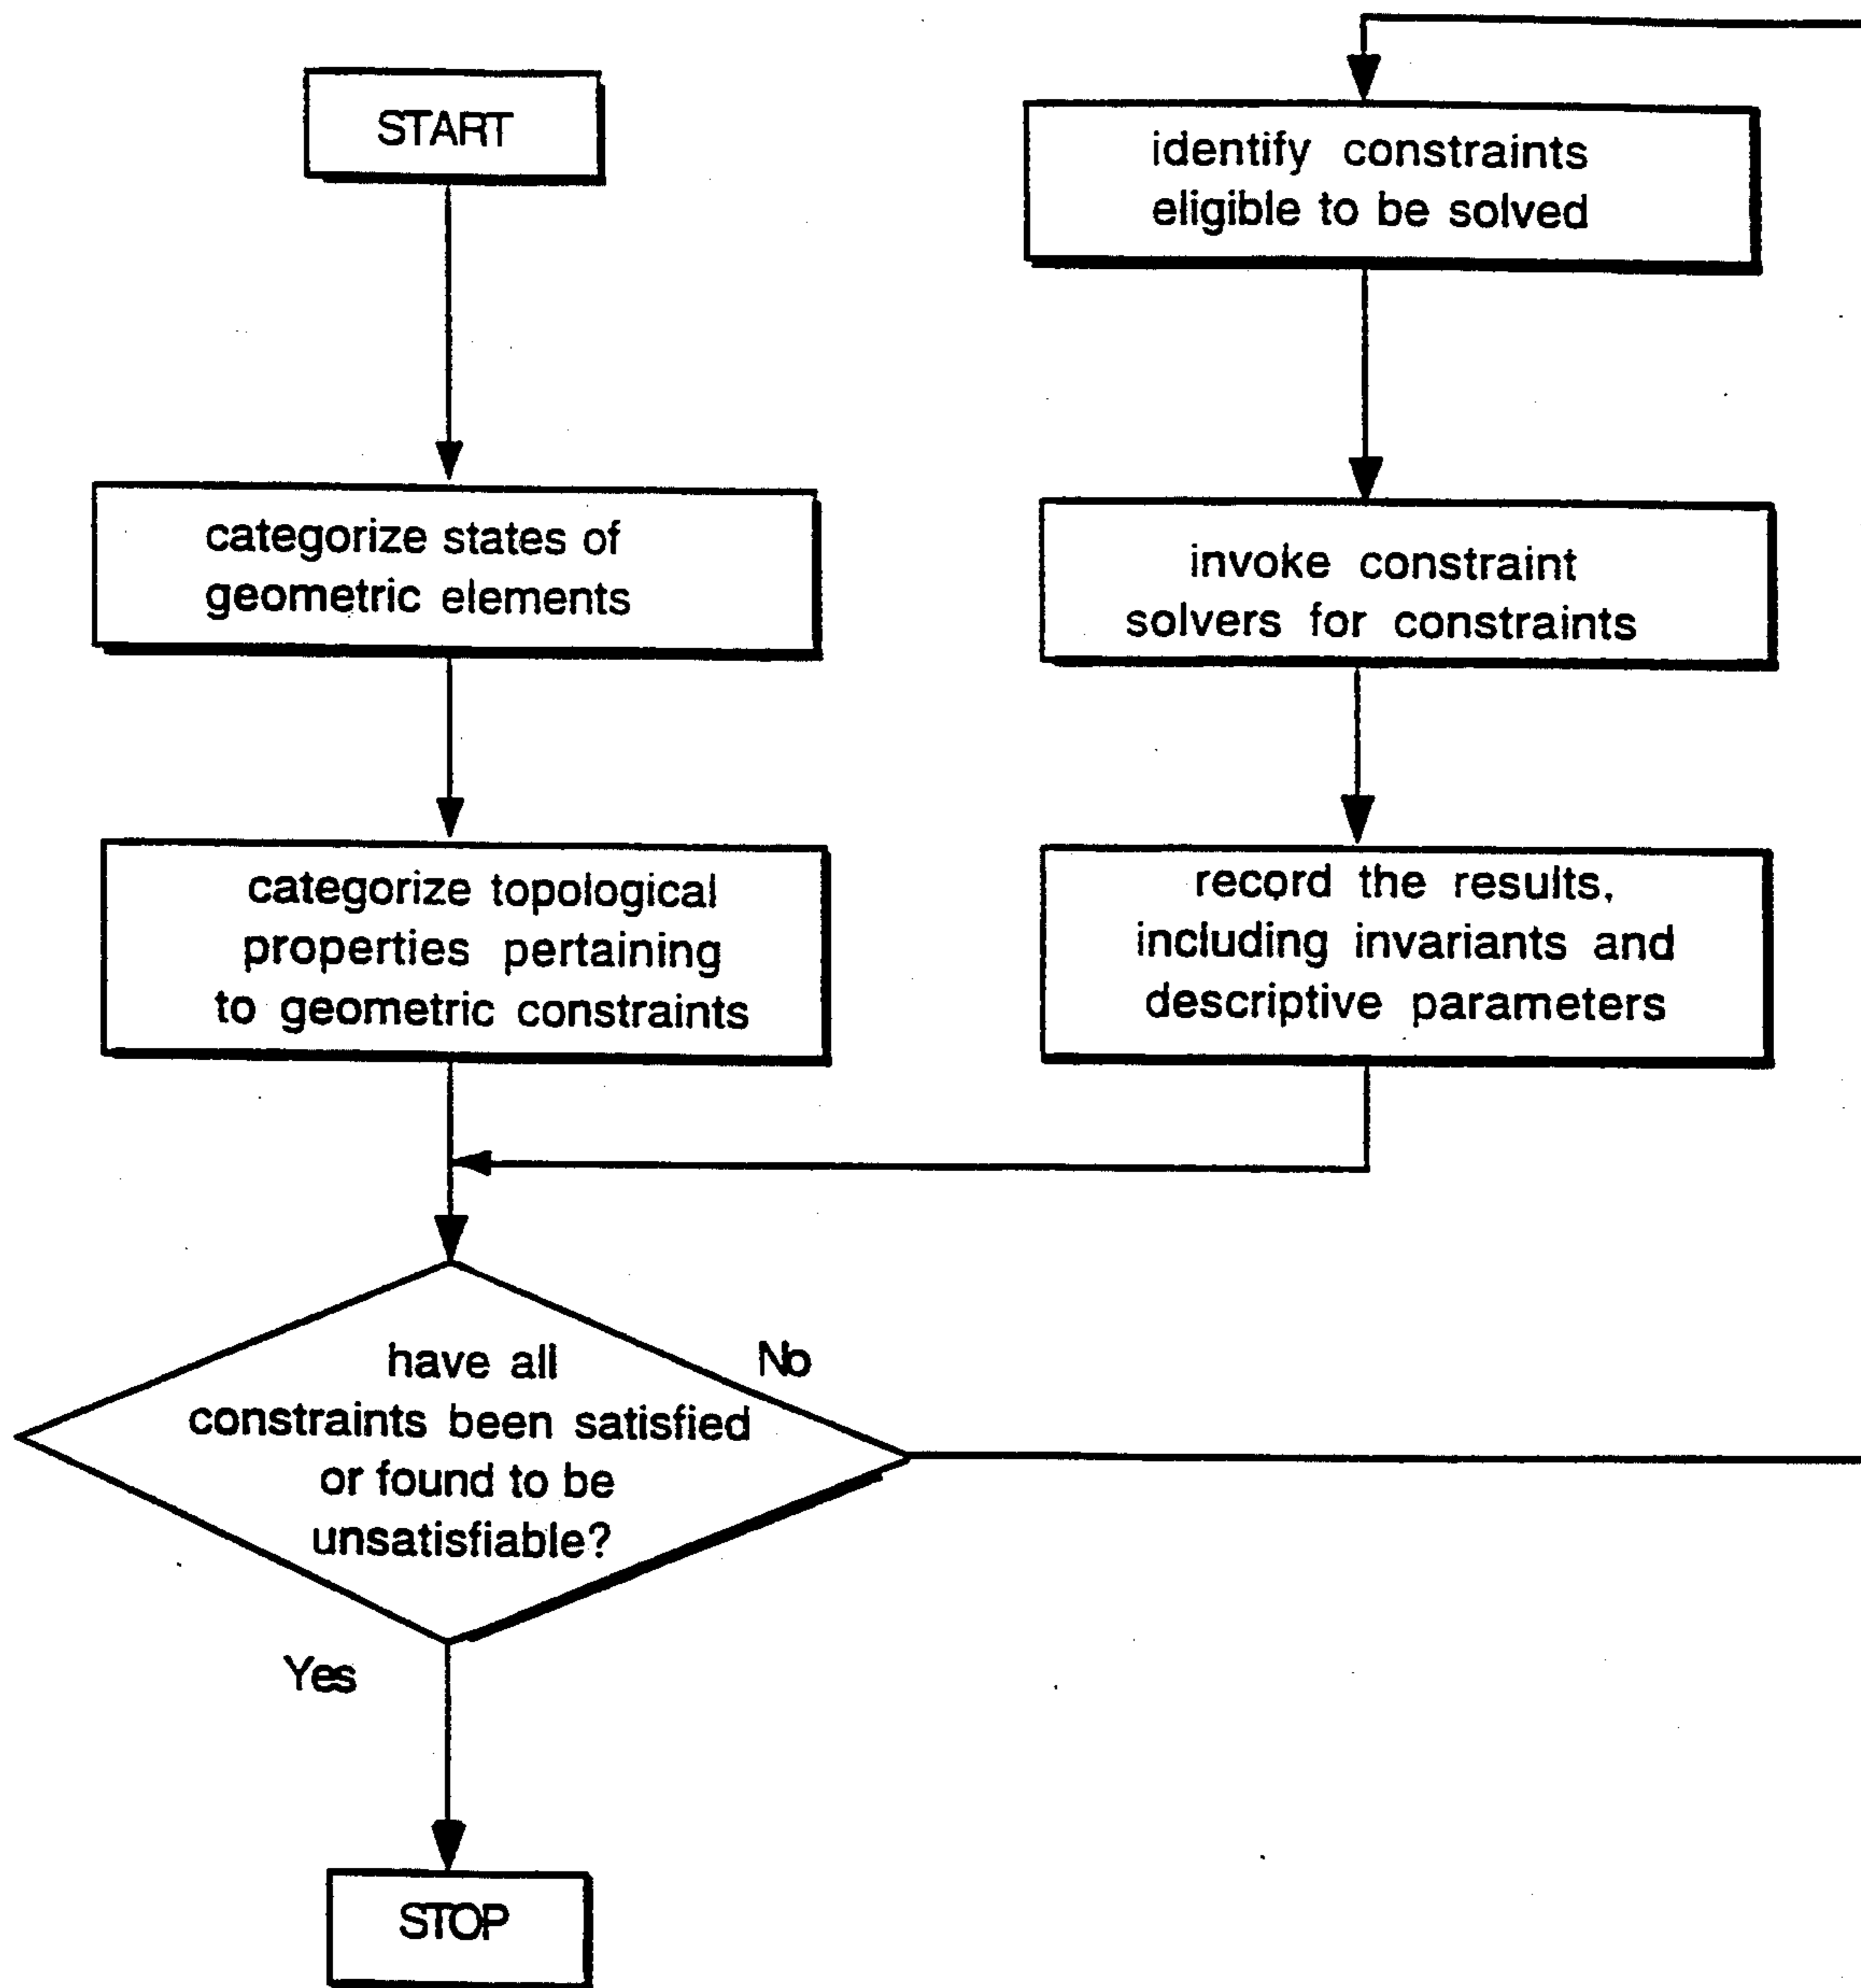 START
categorize states of
geometric elements
categorize topological
properties pertaining
to geometric constraints
have all
constraints been satisfied
or found to be
unsatisfiable?
No
Yes
STOP
identify constraints
eligible to be solved
invoke constraint
solvers for constraints
record the results,
including invariants and
descriptive parameters